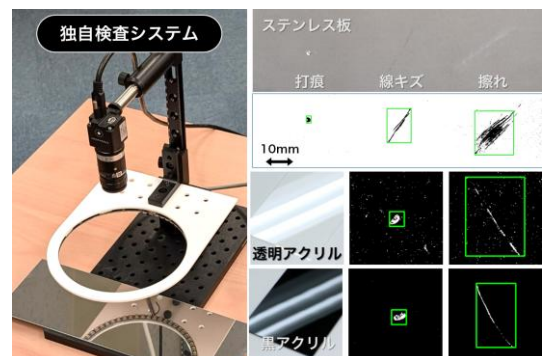 独自検査システム
ステンレス板
打痕
線キズ
擦れ
10mm
透明アクリル
黒アクリル